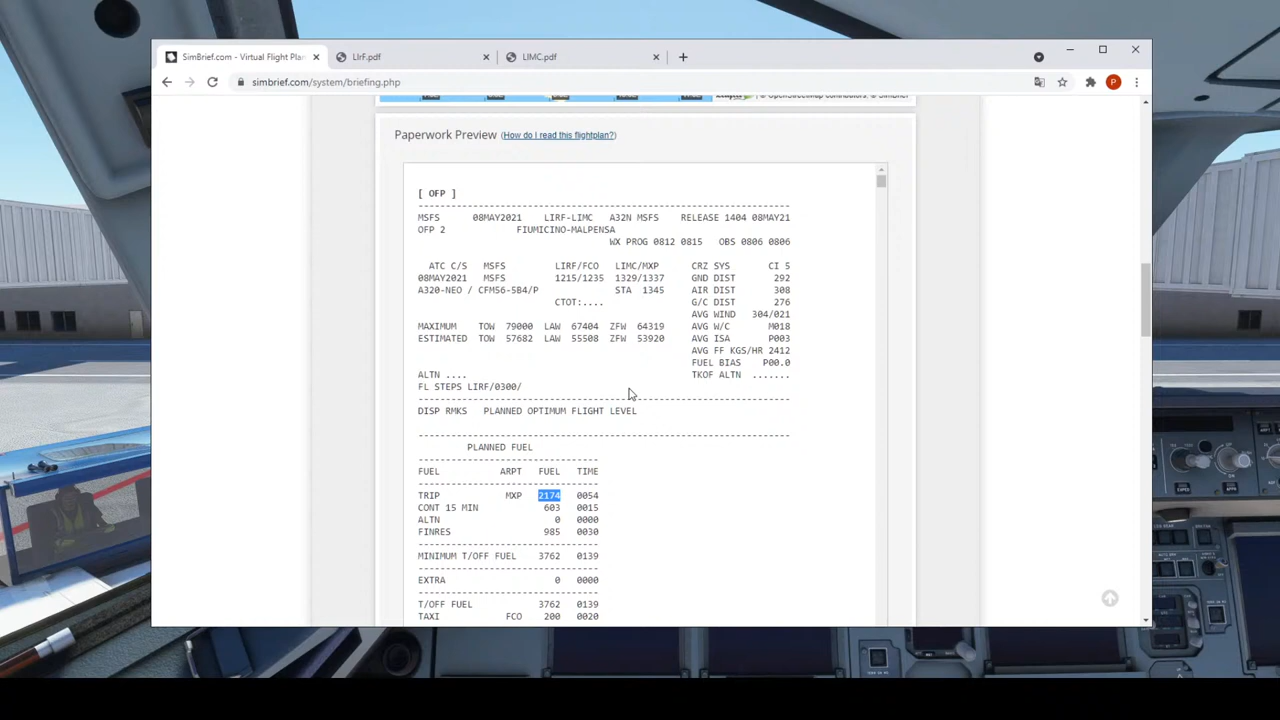 SimBrief.com - Virtual Flight Plan
LIrF.pdf
LIMC.pdf
simbrief.com/system/briefing.php
P
© OpenStreetMap contributors, © SimBrief
Paperwork Preview (How do I read this flightplan?)
[ OFP ]
MSFS 08MAY2021 LIRF-LIMC A32N MSFS RELEASE 1404 08MAY21
OFP 2 FIUMICINO-MALPENSA
WX PROG 0812 0815 OBS 0806 0806
ATC C/S MSFS LIRF/FCO LIMC/MXP CRZ SYS CI 5
08MAY2021 MSFS 1215/1235 1329/1337 GND DIST 292
A320-NEO / CFM56-5B4/P STA 1345 AIR DIST 308
CTOT:.... G/C DIST 276
AVG WIND 304/021
MAXIMUM TOW 79000 LAW 67404 ZFW 64319 AVG W/C M018
ESTIMATED TOW 57682 LAW 55508 ZFW 53920 AVG ISA P003
AVG FF KGS/HR 2412
FUEL BIAS P00.0
ALTN .... TKOF ALTN .......
FL STEPS LIRF/0300/
DISP RMKS PLANNED OPTIMUM FLIGHT LEVEL
PLANNED FUEL
FUEL ARPT FUEL TIME
TRIP MXP 2174 0054
CONT 15 MIN 603 0015
ALTN 0 0000
FINRES 985 0030
MINIMUM T/OFF FUEL 3762 0139
EXTRA 0 0000
T/OFF FUEL 3762 0139
TAXI FCO 200 0020